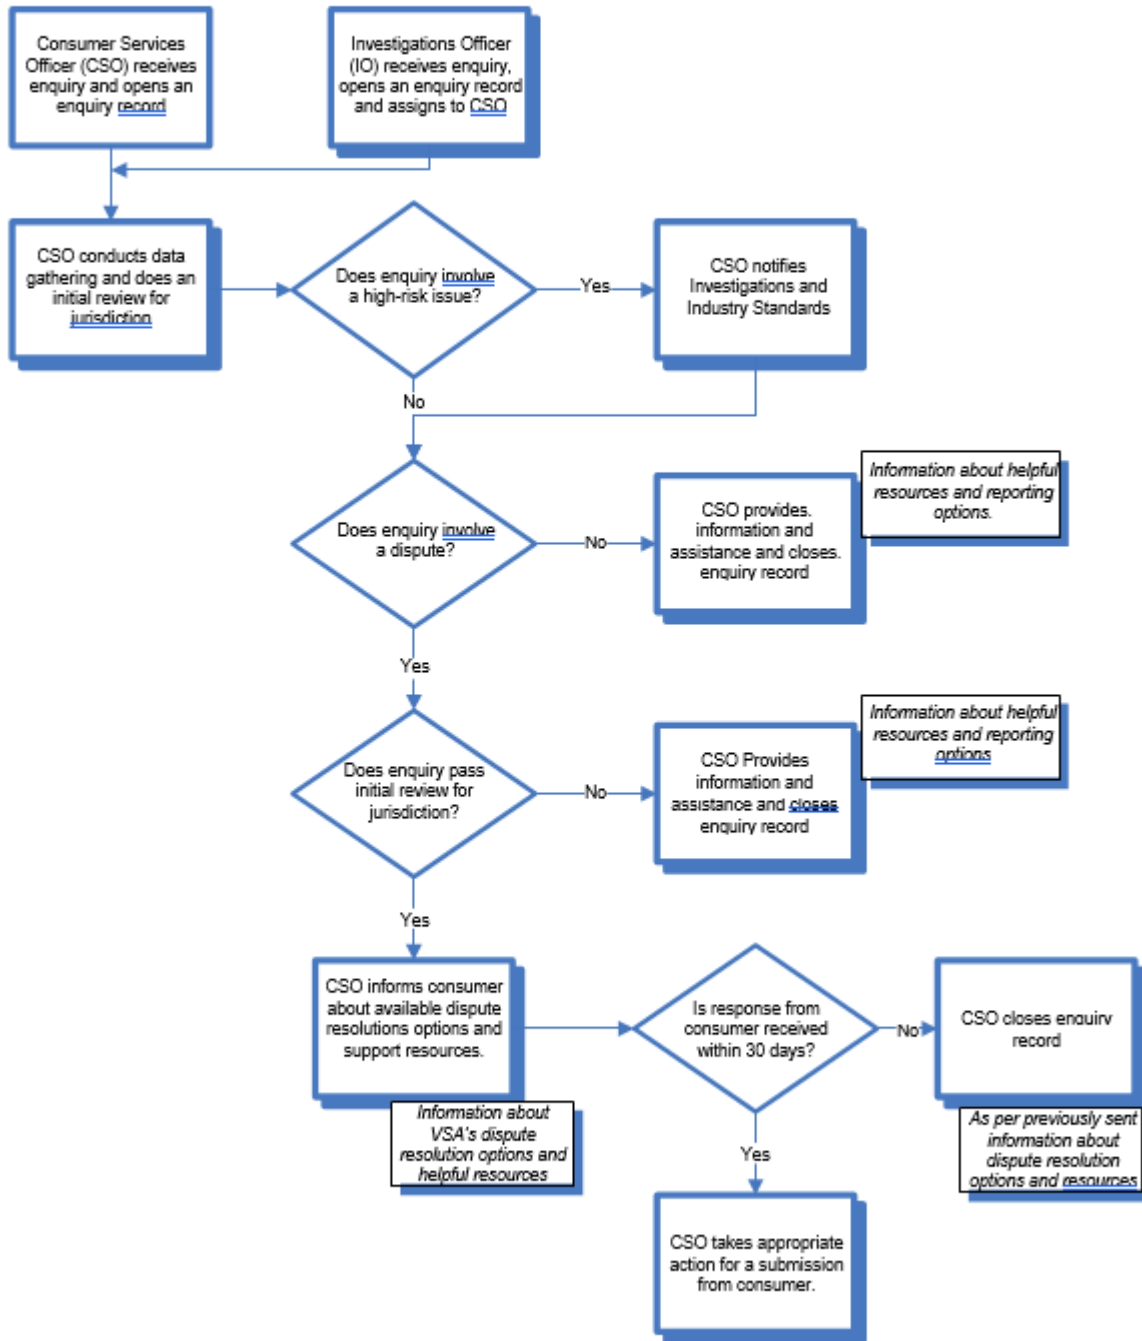 Consumer Services
Officer (CSO) receives
enquiry and opens an
enquiry record
Investigations Officer
(IO) receives enquiry,
opens an enquiry record
and assigns to CSO
CSO conducts data
gathering and does an
initial review for
jurisdiction
Does enquiry involve
a high-risk issue?
Yes
CSO notifies
Investigations and
Industry Standards
No
Does enquiry involve
a dispute?
No
CSO provides.
information and
assistance and closes.
enquiry record
Information about helpful
resources and reporting
options.
Yes
Does enquiry pass
initial review for
jurisdiction?
No
CSO Provides
information and
assistance and closes
enquiry record
Information about helpful
resources and reporting
options
Yes
CSO informs consumer
about available dispute
resolutions options and
support resources.
Information about
VSA's dispute
resolution options and
helpful resources
Is response from
consumer received
within 30 days?
No
CSO closes enquiry
record
As per previously sent
information about
dispute resolution
options and resources
Yes
CSO takes appropriate
action for a submission
from consumer.